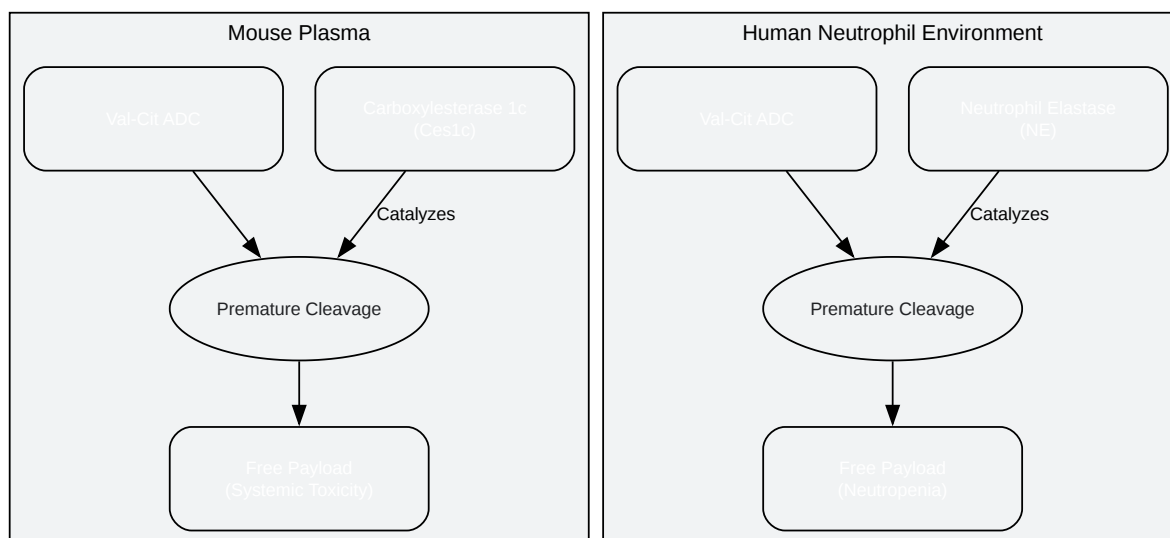 Mouse Plasma
Val-Cit ADC
Carboxylesterase 1c
(Ces1c)
Catalyzes
Premature Cleavage
Free Payload
(Systemic Toxicity)
Human Neutrophil Environment
Val-Cit ADC
Neutrophil Elastase
(NE)
Catalyzes
Premature Cleavage
Free Payload
(Neutropenia)